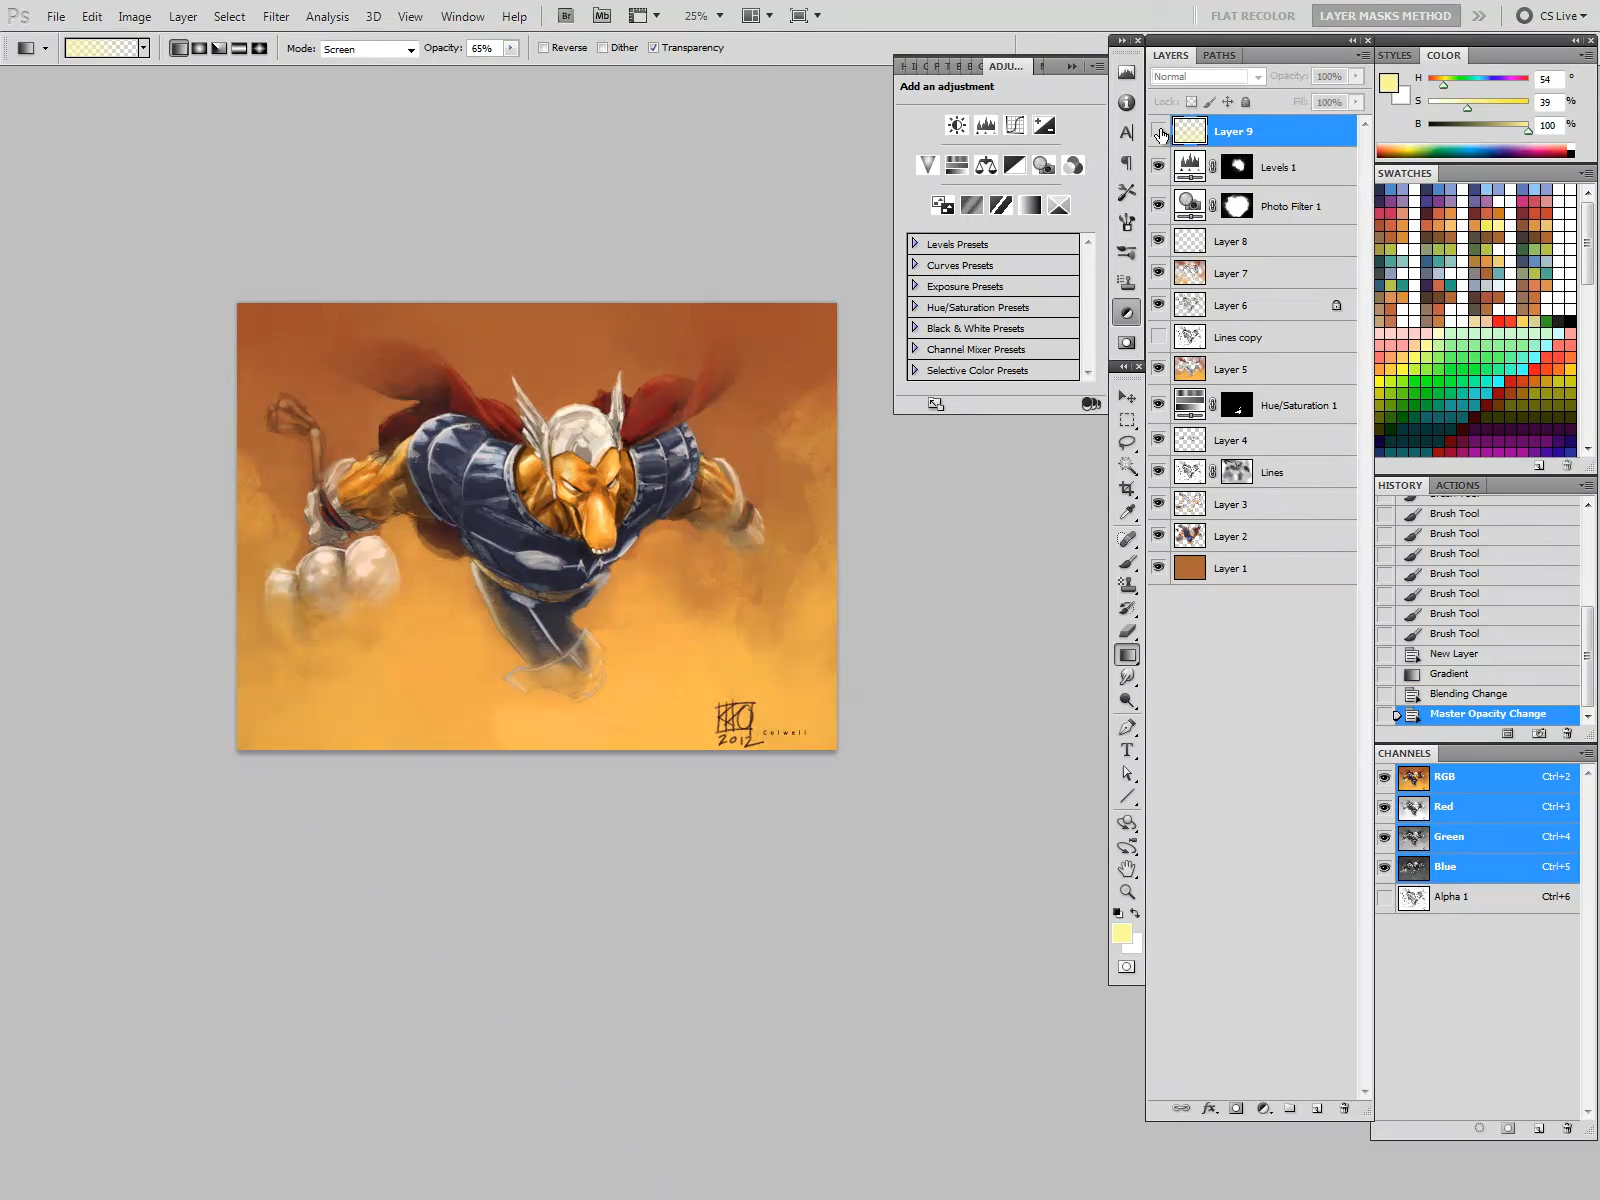 Ps File Edit Image Layer Select Filter Analysis 3D View Window Help Br Mb 25% FLAT RECOLOR LAYER MASKS METHOD CS Live
Mode: Screen Opacity: 65% Reverse Dither Transparency
ADJU...
Add an adjustment
Levels Presets
Curves Presets
Exposure Presets
Hue/Saturation Presets
Black & White Presets
Channel Mixer Presets
Selective Color Presets
LAYERS PATHS
Normal Opacity: 100%
Lock: Fill: 100%
Layer 9
Levels 1
Photo Filter 1
Layer 8
Layer 7
Layer 6
Lines copy
Layer 5
Hue/Saturation 1
Layer 4
Lines
Layer 3
Layer 2
Layer 1
STYLES COLOR
H 54 °
S 39 %
B 100 %
SWATCHES
HISTORY ACTIONS
Brush Tool
Brush Tool
Brush Tool
Brush Tool
Brush Tool
Brush Tool
Brush Tool
Brush Tool
New Layer
Gradient
Blending Change
Master Opacity Change
CHANNELS
RGB Ctrl+2
Red Ctrl+3
Green Ctrl+4
Blue Ctrl+5
Alpha 1 Ctrl+6
2012
Colwell